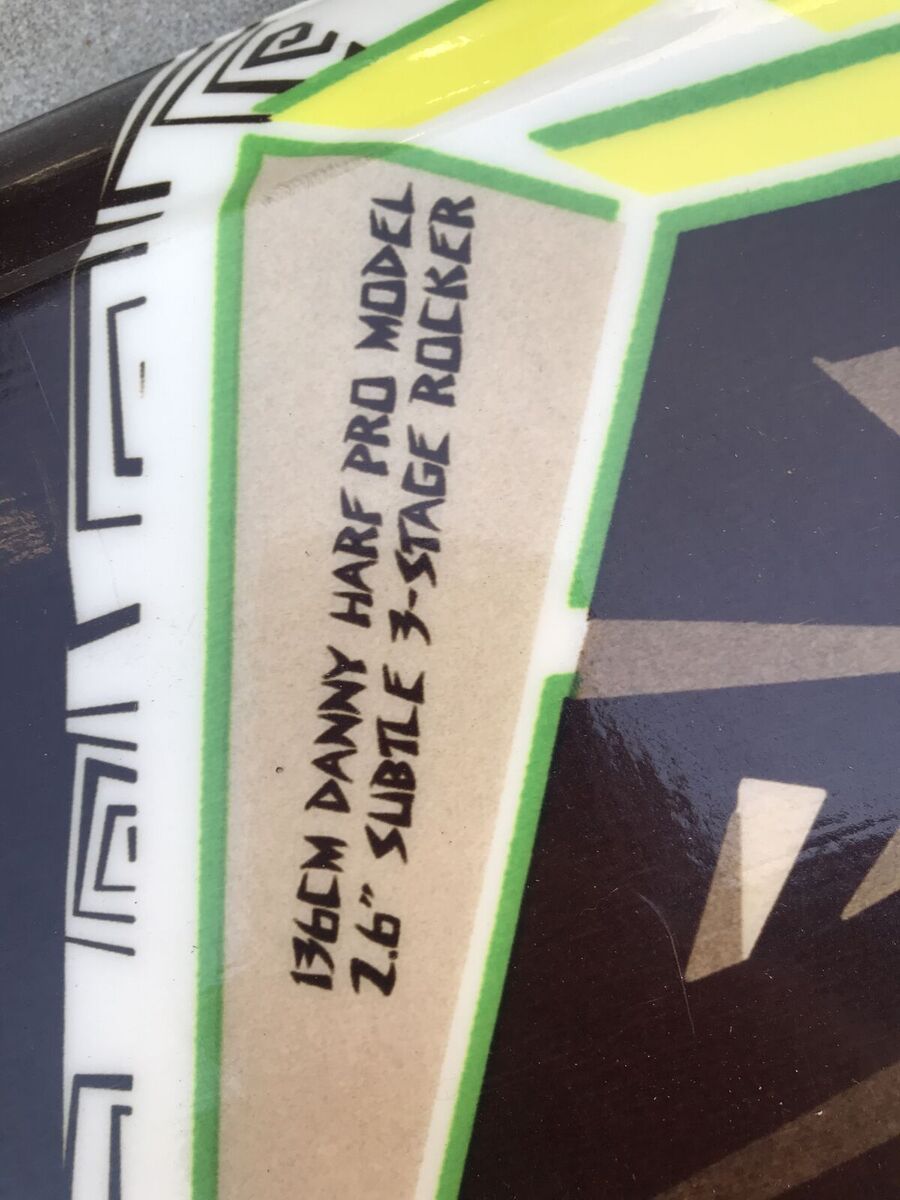 136CM DANNY HARF PRO MODEL
2.6" SUBTLE 3-STAGE ROCKER